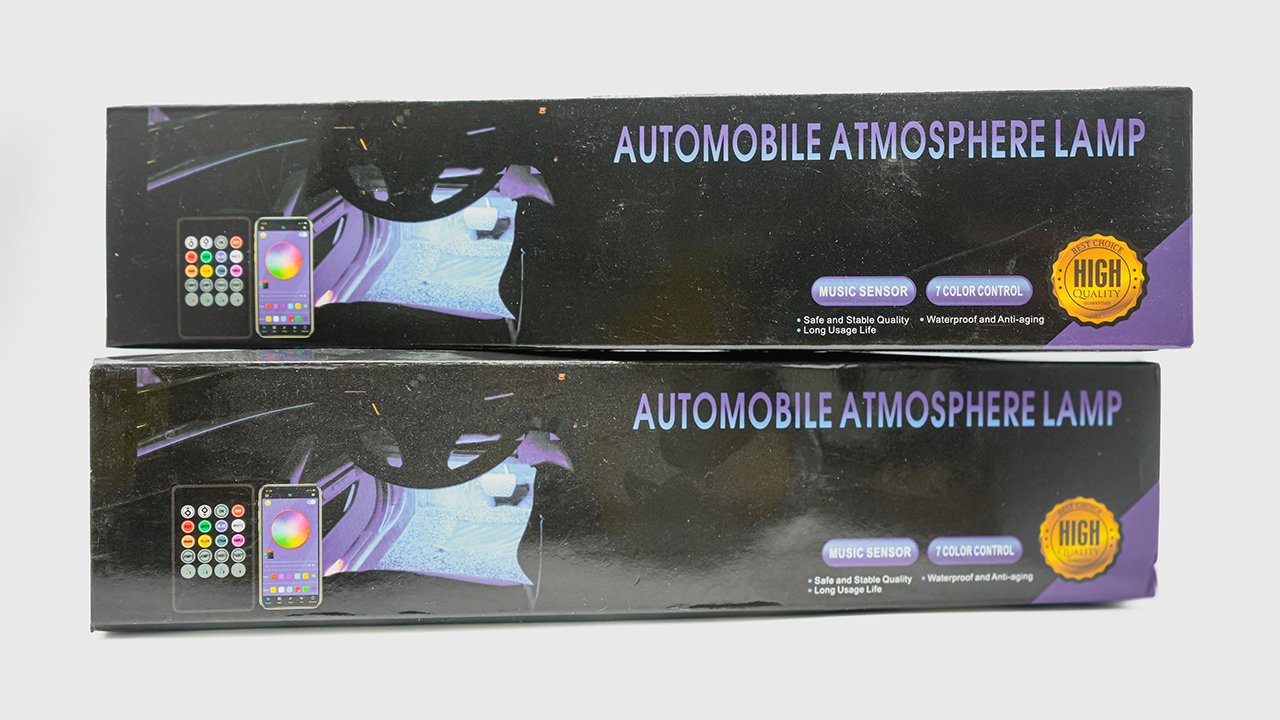 AUTOMOBILE ATMOSPHERE LAMP
MUSIC SENSOR
7 COLOR CONTROL
• Safe and Stable Quality
• Long Usage Life
• Waterproof and Anti-aging
BEST CHOICE
HIGH
QUALITY
GUARANTEED
AUTOMOBILE ATMOSPHERE LAMP
MUSIC SENSOR
7 COLOR CONTROL
• Safe and Stable Quality
• Long Usage Life
• Waterproof and Anti-aging
BEST CHOICE
HIGH
QUALITY